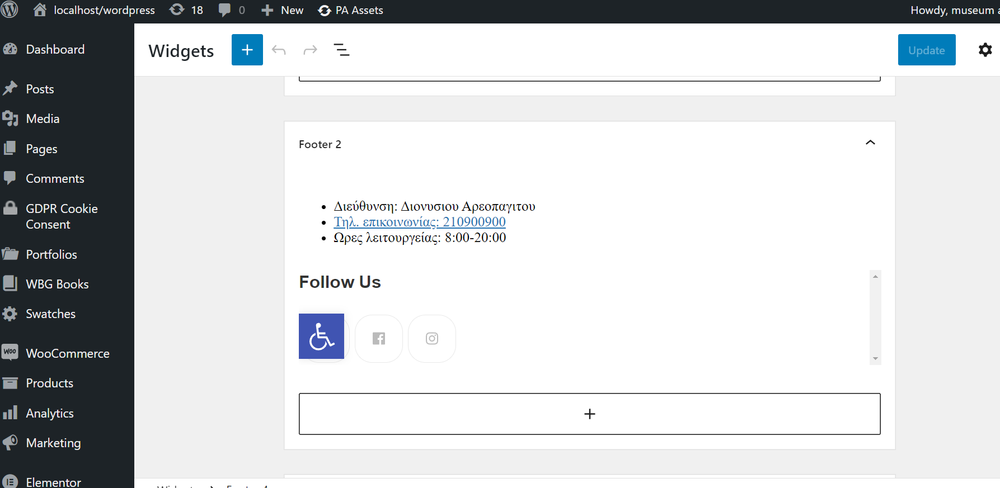 localhost/wordpress 18 0 New PA Assets Howdy, museum
Dashboard
Posts
Media
Pages
Comments
GDPR Cookie
Consent
Portfolios
WBG Books
Swatches
WOO WooCommerce
Products
Analytics
Marketing
Elementor
Widgets
Update
Footer 2
Διεύθυνση: Διονυσιου Αρεοπαγιτου
Τηλ. επικοινωνίας: 210900900
Ωρες λειτουργείας: 8:00-20:00
Follow Us